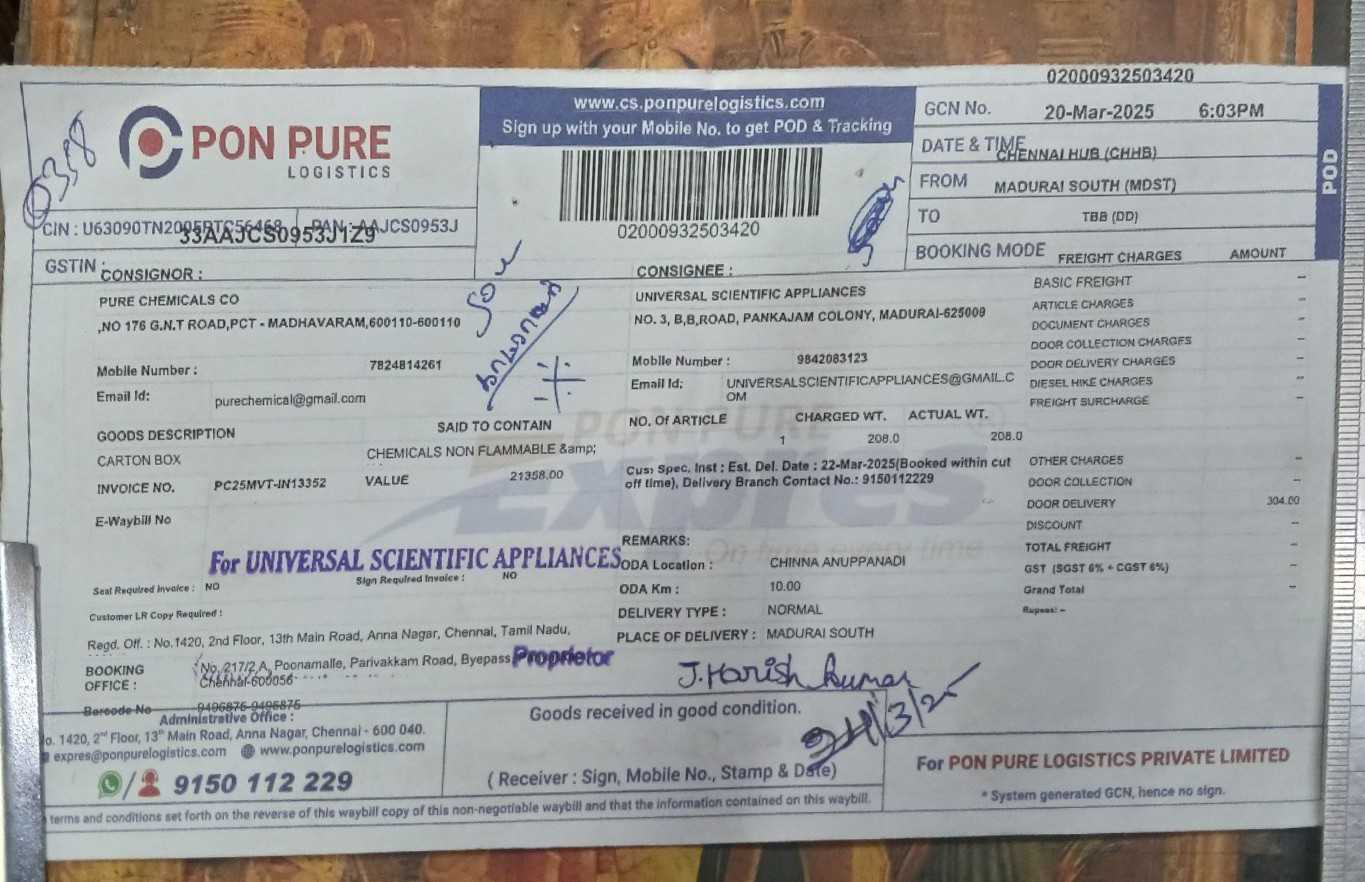 02000932503420
0358
PON PURE
LOGISTICS
www.cs.ponpurelogistics.com
Sign up with your Mobile No. to get POD & Tracking
02000932503420
GCN No.
20-Mar-2025 6:03PM
DATE & TIME
CHENNAI HUB (CHHB)
FROM
MADURAI SOUTH (MDST)
TO
TBB (DD)
BOOKING MODE
POD
CIN : U63090TN2005PTC56468 PAN : AAJCS0953J
33AAJCS0953J1Z9
GSTIN :
CONSIGNOR :
PURE CHEMICALS CO
,NO 176 G.N.T ROAD,PCT - MADHAVARAM,600110-600110
Mobile Number : 7824814261
Email Id: purechemical@gmail.com
GOODS DESCRIPTION SAID TO CONTAIN
CARTON BOX CHEMICALS NON FLAMMABLE &amp;
INVOICE NO. PC25MVT-IN13352 VALUE 21358.00
E-Waybill No
For UNIVERSAL SCIENTIFIC APPLIANCES
Seal Required Invoice : NO Sign Required Invoice : NO
Customer LR Copy Required :
Regd. Off. : No.1420, 2nd Floor, 13th Main Road, Anna Nagar, Chennai, Tamil Nadu,
BOOKING OFFICE : No. 217/2 A, Poonamalle, Parivakkam Road, Byepass
Chennai-600056
Proprietor
Barcode No 9496875-9496875
CONSIGNEE :
UNIVERSAL SCIENTIFIC APPLIANCES
NO. 3, B,B,ROAD, PANKAJAM COLONY, MADURAI-625009
Mobile Number : 9842083123
Email Id: UNIVERSALSCIENTIFICAPPLIANCES@GMAIL.C
OM
NO. Of ARTICLE CHARGED WT. ACTUAL WT.
1 208.0 208.0
Cus. Spec. Inst : Est. Del. Date : 22-Mar-2025(Booked within cut
off time), Delivery Branch Contact No.: 9150112229
PON PURE
Expres
On time every time
REMARKS:
ODA Location : CHINNA ANUPPANADI
ODA Km : 10.00
DELIVERY TYPE : NORMAL
PLACE OF DELIVERY : MADURAI SOUTH
FREIGHT CHARGES AMOUNT
BASIC FREIGHT –
ARTICLE CHARGES –
DOCUMENT CHARGES –
DOOR COLLECTION CHARGES –
DOOR DELIVERY CHARGES –
DIESEL HIKE CHARGES –
FREIGHT SURCHARGE –
OTHER CHARGES –
DOOR COLLECTION –
DOOR DELIVERY 304.00
DISCOUNT –
TOTAL FREIGHT –
GST (SGST 6% + CGST 6%) –
Grand Total –
Rupees: –
J. Harish kumar
24/3/25
Administrative Office :
o. 1420, 2nd Floor, 13th Main Road, Anna Nagar, Chennai - 600 040.
expres@ponpurelogistics.com www.ponpurelogistics.com
9150 112 229
Goods received in good condition.
( Receiver : Sign, Mobile No., Stamp & Date)
For PON PURE LOGISTICS PRIVATE LIMITED
* System generated GCN, hence no sign.
terms and conditions set forth on the reverse of this waybill copy of this non-negotiable waybill and that the information contained on this waybill.